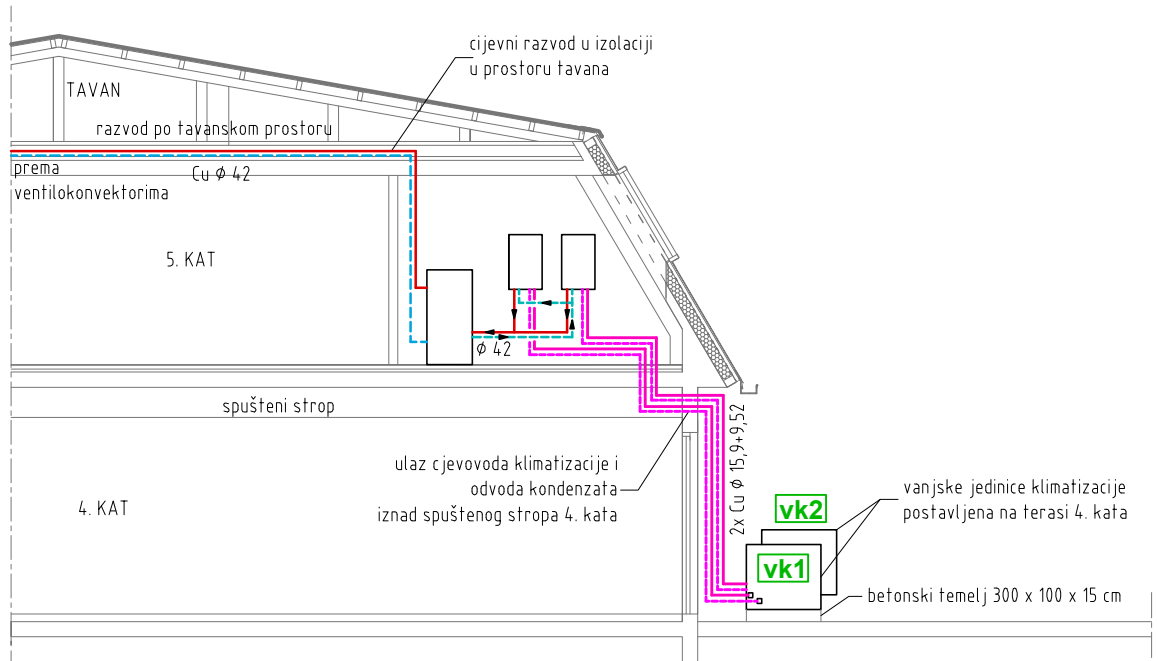 cijevni razvod u izolaciji
u prostoru tavana
TAVAN
razvod po tavanskom prostoru
prema
Cu ϕ 42
ventilokonvektorima
5. KAT
ϕ 42
spušteni strop
2x Cu ϕ 15,9+9,52
ulaz cjevovoda klimatizacije i
odvoda kondenzata
iznad spuštenog stropa 4. kata
4. KAT
vanjske jedinice klimatizacije
postavljena na terasi 4. kata
vk2
vk1
betonski temelj 300 x 100 x 15 cm